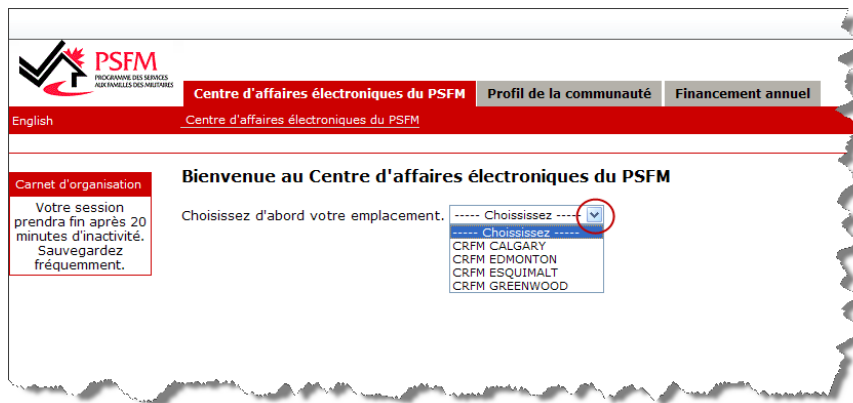 PSFM
PROGRAMME DES SERVICES
AUX FAMILLES DES MILITAIRES
Centre d'affaires électroniques du PSFM
Profil de la communauté
Financement annuel
English
Centre d'affaires électroniques du PSFM
Carnet d'organisation
Votre session
prendra fin après 20
minutes d'inactivité.
Sauvegardez
fréquemment.
Bienvenue au Centre d'affaires électroniques du PSFM
Choisissez d'abord votre emplacement. ----- Choississez -----
----- Choississez -----
CRFM CALGARY
CRFM EDMONTON
CRFM ESQUIMALT
CRFM GREENWOOD